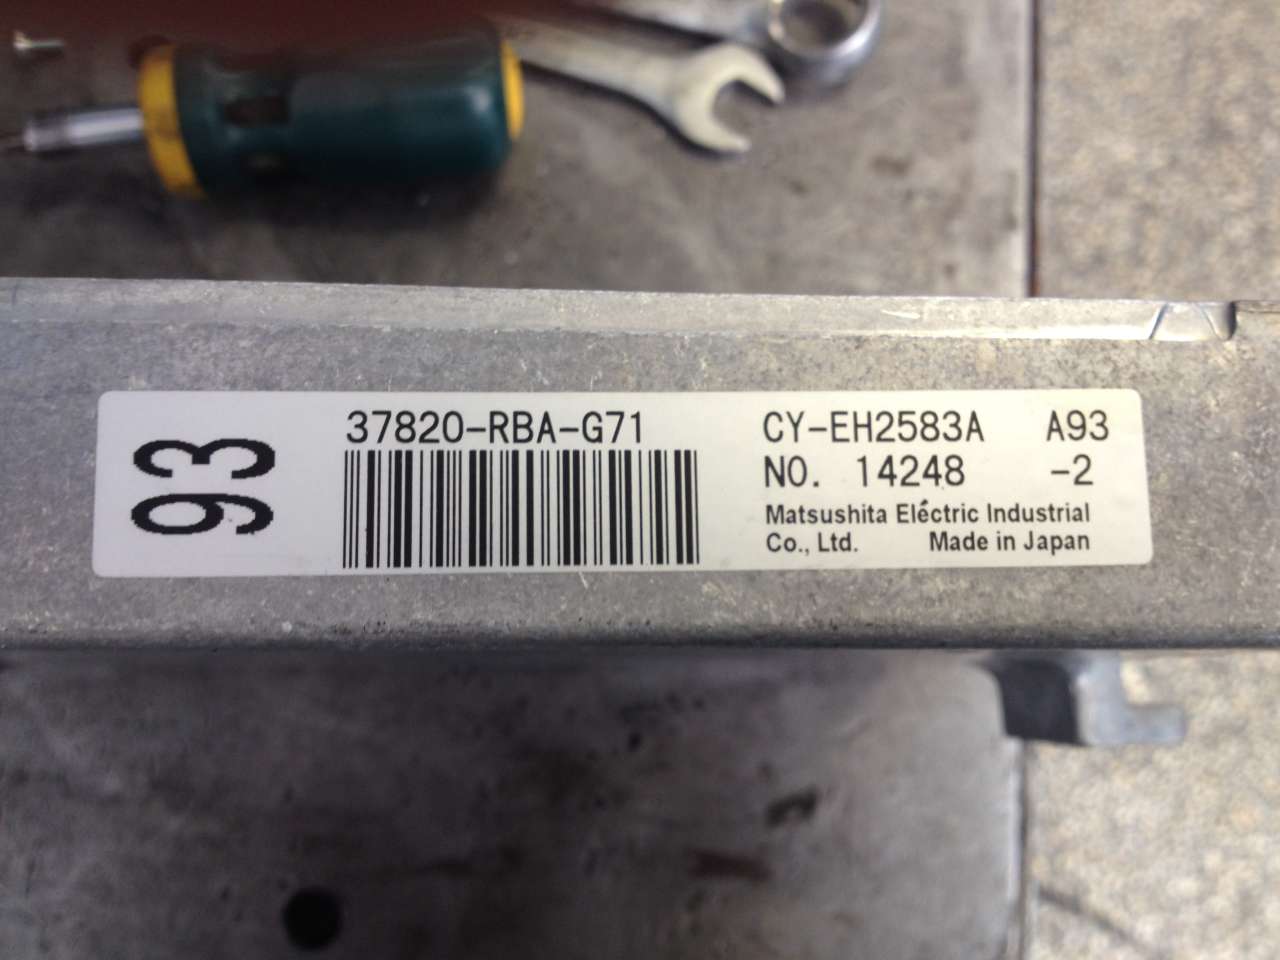 93
37820-RBA-G71
CY-EH2583A A93
NO. 14248 -2
Matsushita Electric Industrial
Co., Ltd. Made in Japan